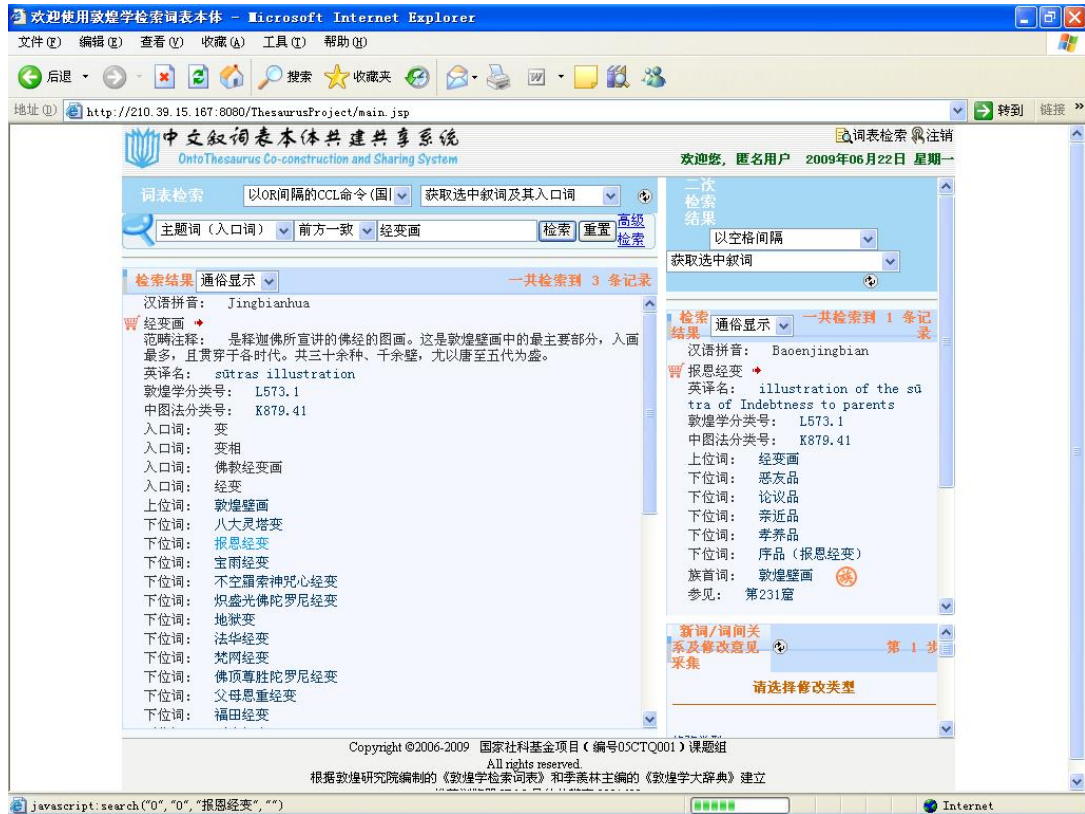 欢迎使用敦煌学检索词表本体 - Microsoft Internet Explorer
文件(F) 编辑(E) 查看(V) 收藏(A) 工具(T) 帮助(H)
后退 搜索 收藏夹
地址(D) http://210.39.15.167:8080/ThesaurusProject/main.jsp 转到 链接 »
中文叙词表本体共建共享系统
OntoThesaurus Co-construction and Sharing System
词表检索 注销
欢迎您，匿名用户 2009年06月22日 星期一
词表检索 以OR间隔的CCL命令(国 获取选中叙词及其入口词
主题词（入口词） 前方一致 经变画 检索 重置 高级检索
检索结果 通俗显示 一共检索到 3 条记录
汉语拼音： Jingbianhua
经变画
范畴注释： 是释迦佛所宣讲的佛经的图画。这是敦煌壁画中的最主要部分，入画
最多，且贯穿于各时代。共三十余种、千余壁，尤以唐至五代为盛。
英译名： sūtras illustration
敦煌学分类号： L573.1
中图法分类号： K879.41
入口词： 变
入口词： 变相
入口词： 佛教经变画
入口词： 经变
上位词： 敦煌壁画
下位词： 八大灵塔变
下位词： 报恩经变
下位词： 宝雨经变
下位词： 不空羂索神咒心经变
下位词： 炽盛光佛陀罗尼经变
下位词： 地狱变
下位词： 法华经变
下位词： 梵网经变
下位词： 佛顶尊胜陀罗尼经变
下位词： 父母恩重经变
下位词： 福田经变
二次
检索
结果
以空格间隔
获取选中叙词
检索
结果 通俗显示 一共检索到 1 条记
录
汉语拼音： Baoenjingbian
报恩经变
英译名： illustration of the sū
tra of Indebtness to parents
敦煌学分类号： L573.1
中图法分类号： K879.41
上位词： 经变画
下位词： 恶友品
下位词： 论议品
下位词： 亲近品
下位词： 孝养品
下位词： 序品（报恩经变）
族首词： 敦煌壁画 族
参见： 第231窟
新词/词间关
系及修改意见
采集
第 1 步
请选择修改类型
Copyright ©2006-2009 国家社科基金项目（编号05CTQ001）课题组
All rights reserved.
根据敦煌研究院编制的《敦煌学检索词表》和季羡林主编的《敦煌学大辞典》建立
javascript:search("0","0","报恩经变","") Internet